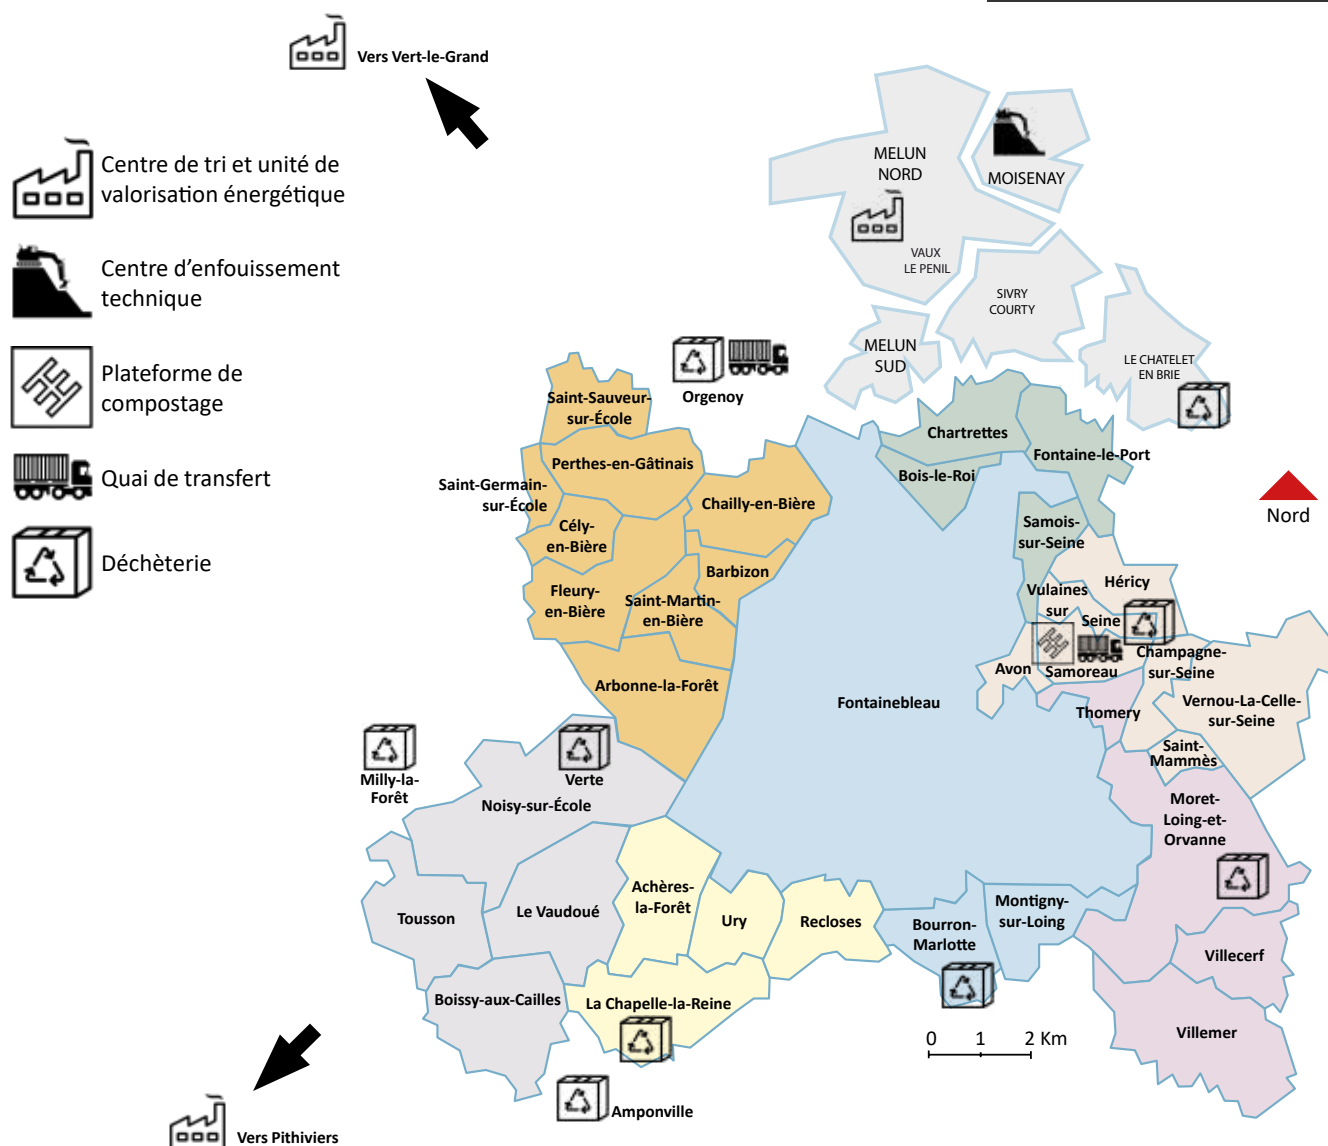 Vers Vert-le-Grand
Centre de tri et unité de
valorisation énergétique
Centre d'enfouissement
technique
Plateforme de
compostage
Quai de transfert
Déchèterie
MELUN
NORD
MOISENAY
VAUX
LE PENIL
SIVRY
COURTY
MELUN
SUD
LE CHATELET
EN BRIE
Orgenoy
Saint-Sauveur-
sur-École
Perthes-en-Gâtinais
Saint-Germain-
sur-École
Chailly-en-Bière
Cély-
en-Bière
Barbizon
Fleury-
en-Bière
Saint-Martin-
en-Bière
Arbonne-la-Forêt
Chartrettes
Bois-le-Roi
Fontaine-le-Port
Nord
Samois-
sur-Seine
Héricy
Vulaines
sur
Seine
Avon
Samoreau
Champagne-
sur-Seine
Fontainebleau
Thomery
Vernou-La-Celle-
sur-Seine
Saint-
Mammès
Moret-
Loing-et-
Orvanne
Milly-la-
Forêt
Verte
Noisy-sur-École
Achères-
la-Forêt
Tousson
Le Vaudoué
Ury
Recloses
Bourron-
Marlotte
Montigny-
sur-Loing
Villecerf
Boissy-aux-Cailles
La Chapelle-la-Reine
Villemer
0 1 2 Km
Amponville
Vers Pithiviers